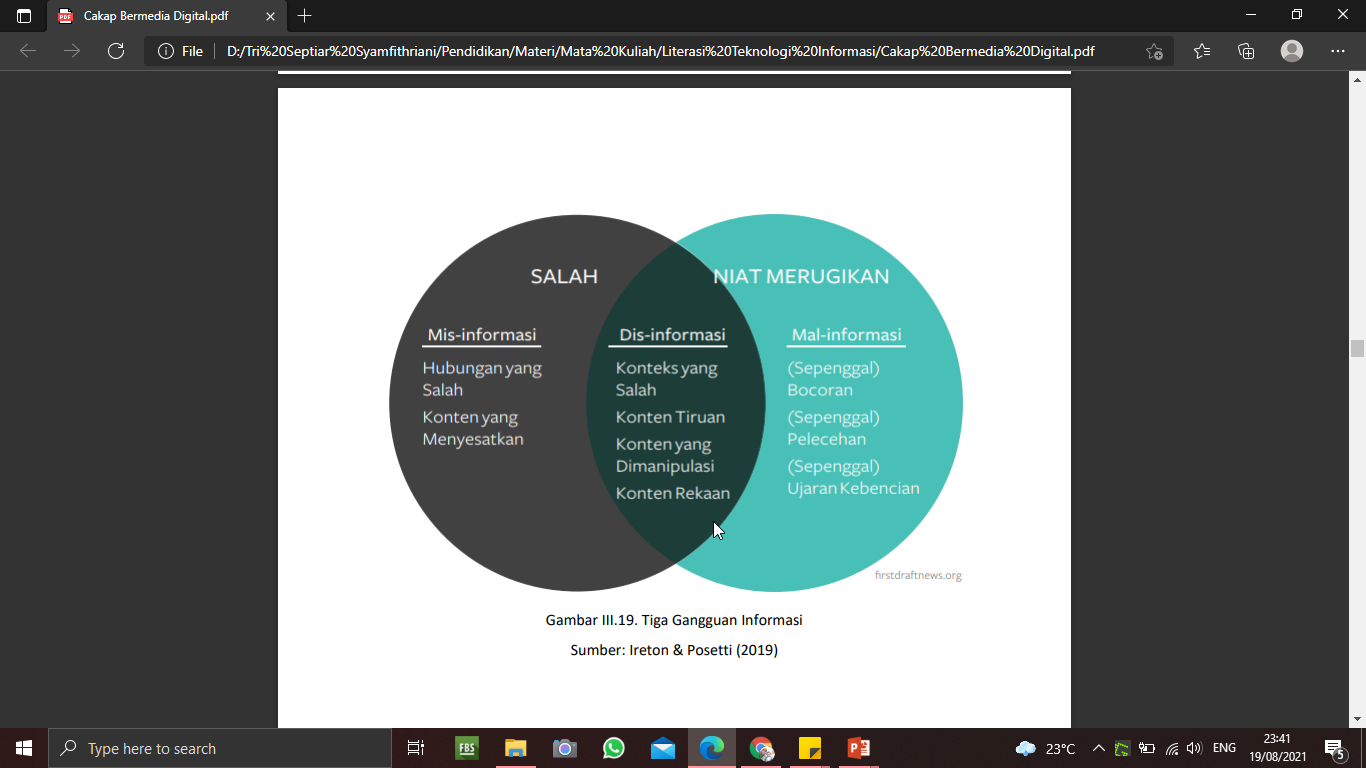 Cakap Bermedia Digital.pdf
File
D:/Tri%20Septiar%20Syamfithriani/Pendidikan/Materi/Mata%20Kuliah/Literasi%20Teknologi%20Informasi/Cakap%20Bermedia%20Digital.pdf
SALAH
NIAT MERUGIKAN
Mis-informasi
Hubungan yang
Salah
Konten yang
Menyesatkan
Dis-informasi
Konteks yang
Salah
Konten Tiruan
Konten yang
Dimanipulasi
Konten Rekaan
Mal-informasi
(Sepenggal)
Bocoran
(Sepenggal)
Pelecehan
(Sepenggal)
Ujaran Kebencian
firstdraftnews.org
Gambar III.19. Tiga Gangguan Informasi
Sumber: Ireton & Posetti (2019)
Type here to search
FBS
23°C
ENG
23:41
19/08/2021
5